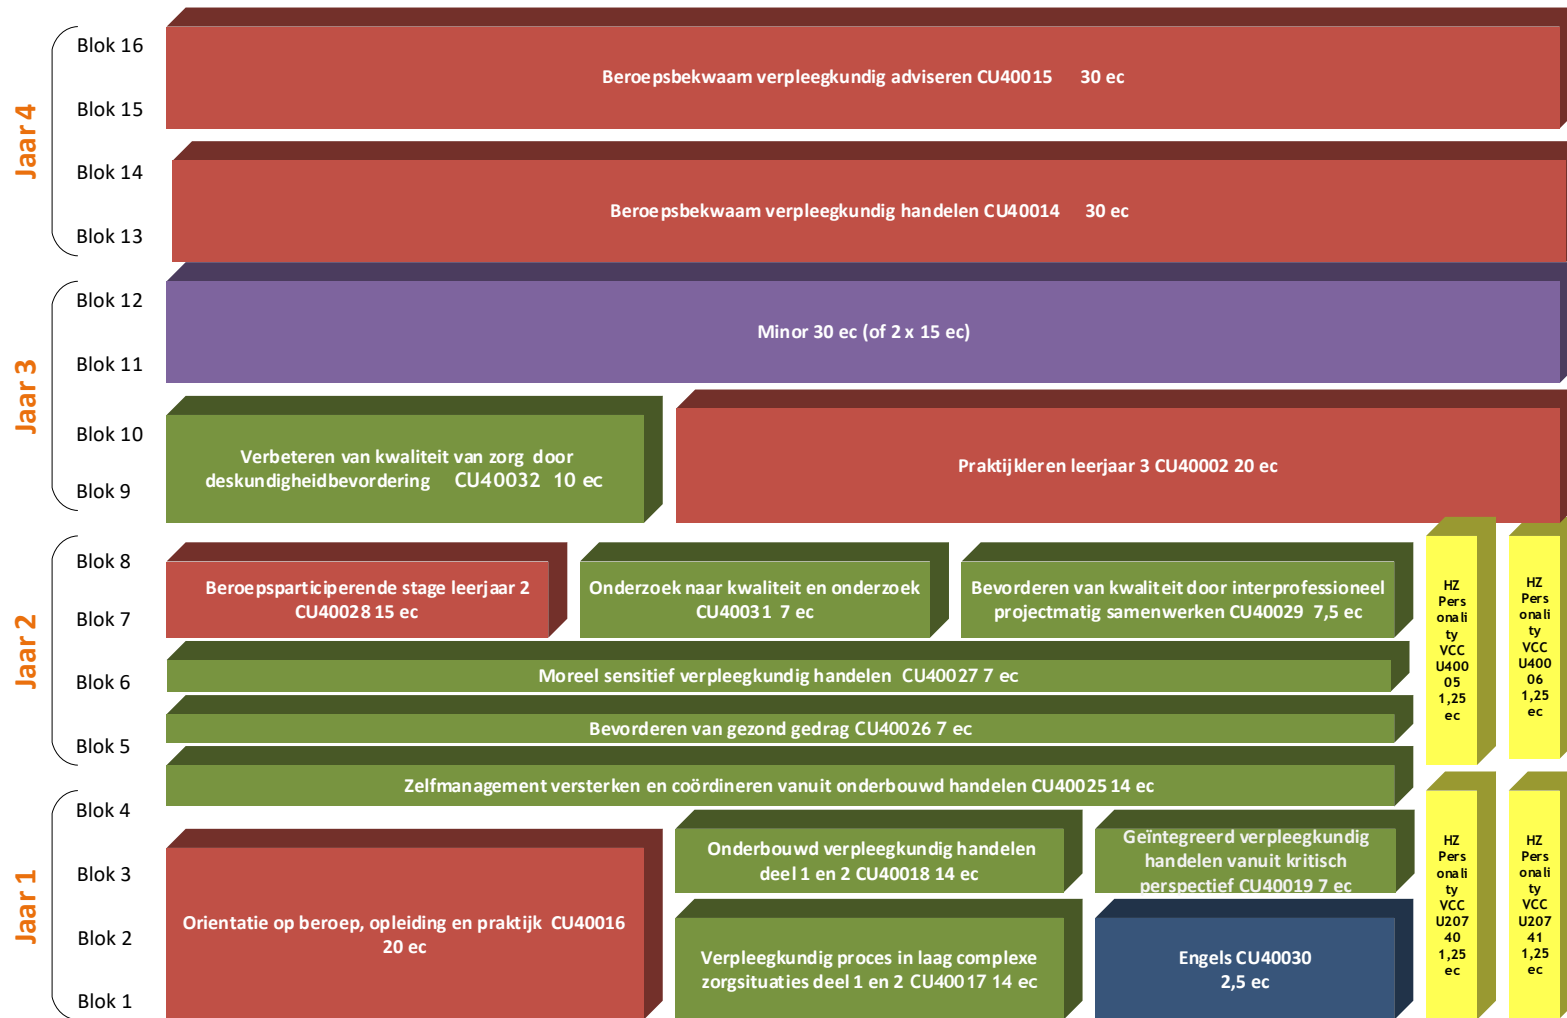 Jaar 4
Blok 16
Blok 15
Blok 14
Blok 13
Beroepsbekwaam verpleegkundig adviseren CU40015 30 ec
Beroepsbekwaam verpleegkundig handelen CU40014 30 ec
Jaar 3
Blok 12
Blok 11
Blok 10
Blok 9
Minor 30 ec (of 2 x 15 ec)
Verbeteren van kwaliteit van zorg door
deskundigheidbevordering CU40032 10 ec
Praktijkleren leerjaar 3 CU40002 20 ec
Jaar 2
Blok 8
Blok 7
Blok 6
Blok 5
Beroepsparticiperende stage leerjaar 2
CU40028 15 ec
Onderzoek naar kwaliteit en onderzoek
CU40031 7 ec
Bevorderen van kwaliteit door interprofessioneel
projectmatig samenwerken CU40029 7,5 ec
HZ
Pers
onali
ty
VCC
U400
05
1,25
ec
HZ
Pers
onali
ty
VCC
U400
06
1,25
ec
Moreel sensitief verpleegkundig handelen CU40027 7 ec
Bevorderen van gezond gedrag CU40026 7 ec
Zelfmanagement versterken en coördineren vanuit onderbouwd handelen CU40025 14 ec
Jaar 1
Blok 4
Blok 3
Blok 2
Blok 1
Orientatie op beroep, opleiding en praktijk CU40016
20 ec
Onderbouwd verpleegkundig handelen
deel 1 en 2 CU40018 14 ec
Geïntegreerd verpleegkundig
handelen vanuit kritisch
perspectief CU40019 7 ec
Verpleegkundig proces in laag complexe
zorgsituaties deel 1 en 2 CU40017 14 ec
Engels CU40030
2,5 ec
HZ
Pers
onali
ty
VCC
U207
40
1,25
ec
HZ
Pers
onali
ty
VCC
U207
41
1,25
ec